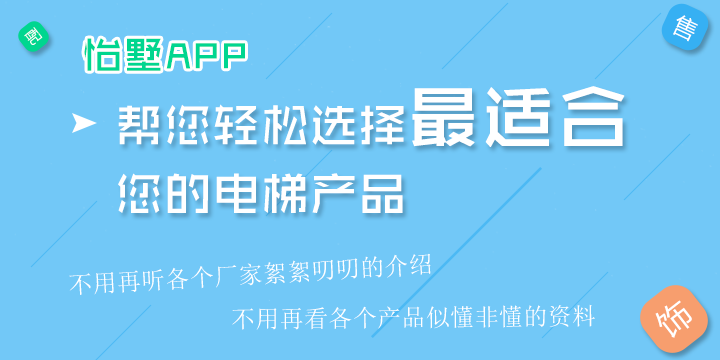 配
售
怡墅APP
帮您轻松选择最适合
您的电梯产品
不用再听各个厂家絮絮叨叨的介绍
不用再看各个产品似懂非懂的资料
饰